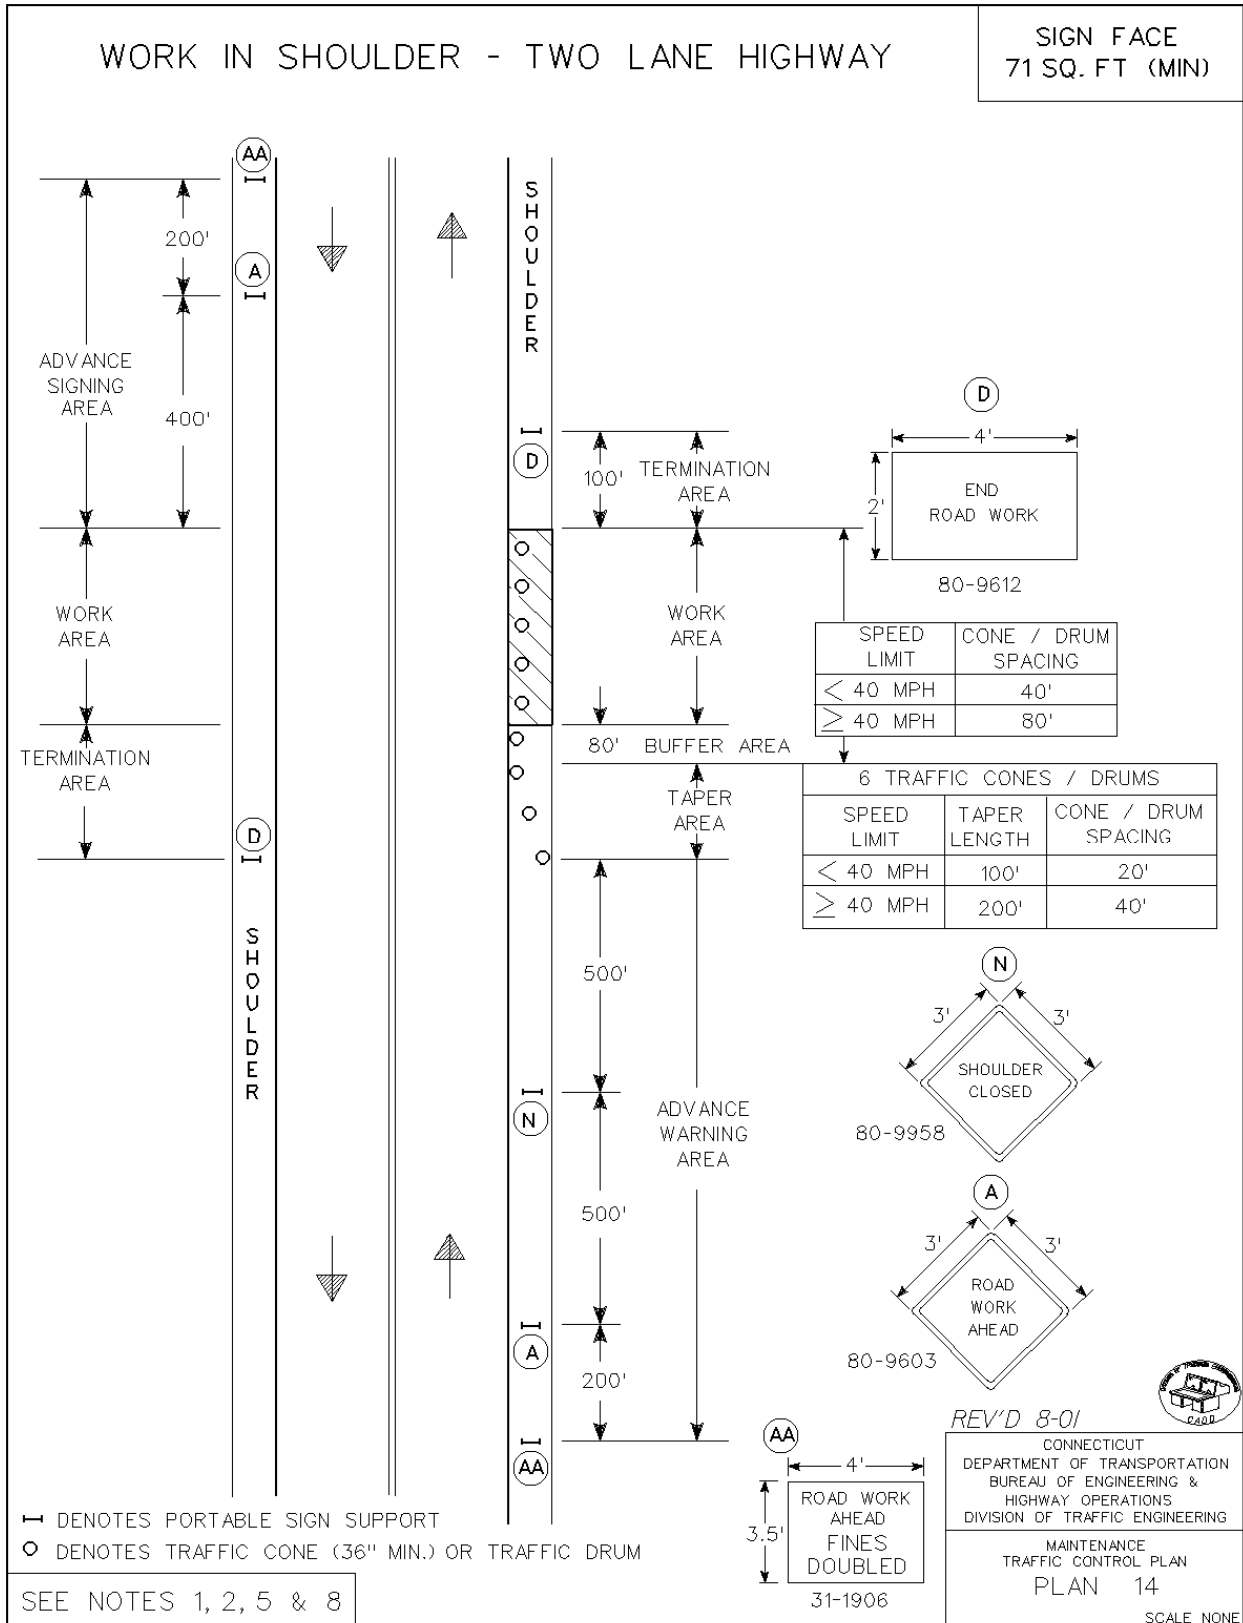 WORK IN SHOULDER - TWO LANE HIGHWAY
SIGN FACE
71 SQ. FT (MIN)
AA
200'
A
ADVANCE
SIGNING
AREA
400'
WORK
AREA
TERMINATION
AREA
D
SHOULDER
SHOULDER
D
100'
TERMINATION
AREA
WORK
AREA
80' BUFFER AREA
TAPER
AREA
500'
N
500'
ADVANCE
WARNING
AREA
A
200'
AA
D
4'
2'
END
ROAD WORK
80-9612
SPEED LIMIT CONE / DRUM SPACING
< 40 MPH 40'
≥ 40 MPH 80'
6 TRAFFIC CONES / DRUMS
SPEED LIMIT TAPER LENGTH CONE / DRUM SPACING
< 40 MPH 100' 20'
≥ 40 MPH 200' 40'
N
3' 3'
SHOULDER
CLOSED
80-9958
A
3' 3'
ROAD
WORK
AHEAD
80-9603
AA
4'
3.5'
ROAD WORK
AHEAD
FINES
DOUBLED
31-1906
REV'D 8-01
CADD
CONNECTICUT
DEPARTMENT OF TRANSPORTATION
BUREAU OF ENGINEERING &
HIGHWAY OPERATIONS
DIVISION OF TRAFFIC ENGINEERING
MAINTENANCE
TRAFFIC CONTROL PLAN
PLAN 14
SCALE NONE
DENOTES PORTABLE SIGN SUPPORT
DENOTES TRAFFIC CONE (36" MIN.) OR TRAFFIC DRUM
SEE NOTES 1, 2, 5 & 8